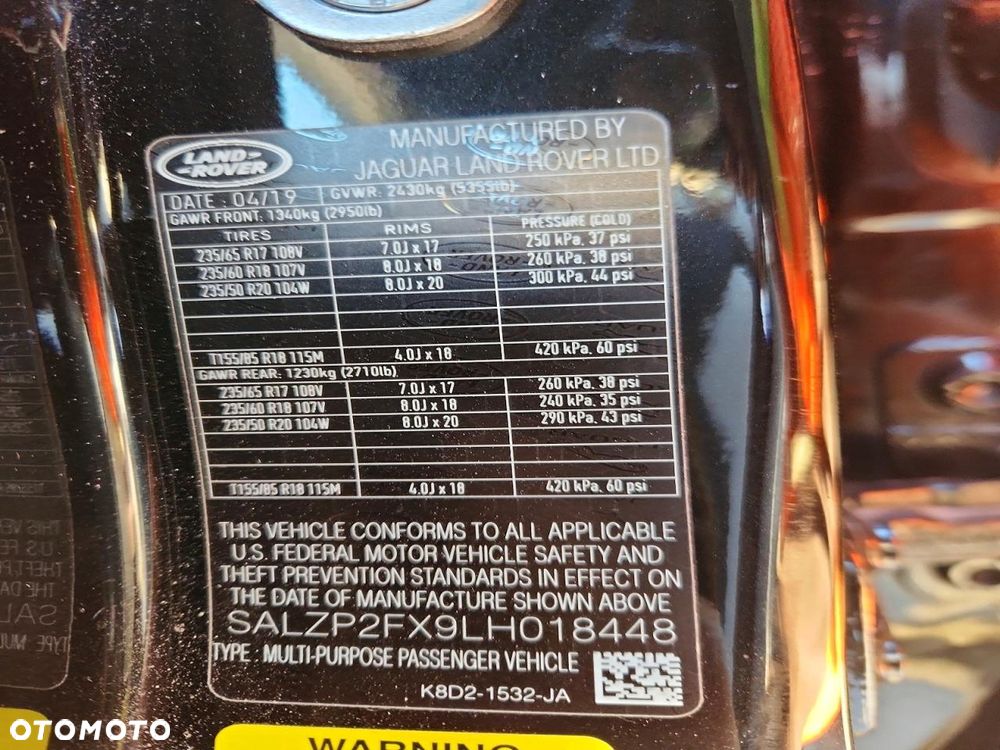 LAND
ROVER
MANUFACTURED BY
JAGUAR LAND ROVER LTD
DATE : 04/19 GVWR: 2430kg (5355lb)
GAWR FRONT: 1340kg (2950lb)
TIRES RIMS PRESSURE (COLD)
235/65 R17 108V 7.0J x 17 250 kPa, 37 psi
235/60 R18 107V 8.0J x 18 260 kPa, 38 psi
235/50 R20 104W 8.0J x 20 300 kPa, 44 psi
T155/85 R18 115M 4.0J x 18 420 kPa, 60 psi
GAWR REAR: 1230kg (2710lb)
235/65 R17 108V 7.0J x 17 260 kPa, 38 psi
235/60 R18 107V 8.0J x 18 240 kPa, 35 psi
235/50 R20 104W 8.0J x 20 290 kPa, 43 psi
T155/85 R18 115M 4.0J x 18 420 kPa, 60 psi
THIS VEHICLE CONFORMS TO ALL APPLICABLE
U.S. FEDERAL MOTOR VEHICLE SAFETY AND
THEFT PREVENTION STANDARDS IN EFFECT ON
THE DATE OF MANUFACTURE SHOWN ABOVE
SALZP2FX9LH018448
TYPE : MULTI-PURPOSE PASSENGER VEHICLE
K8D2-1532-JA
WARNING
OTOMOTO